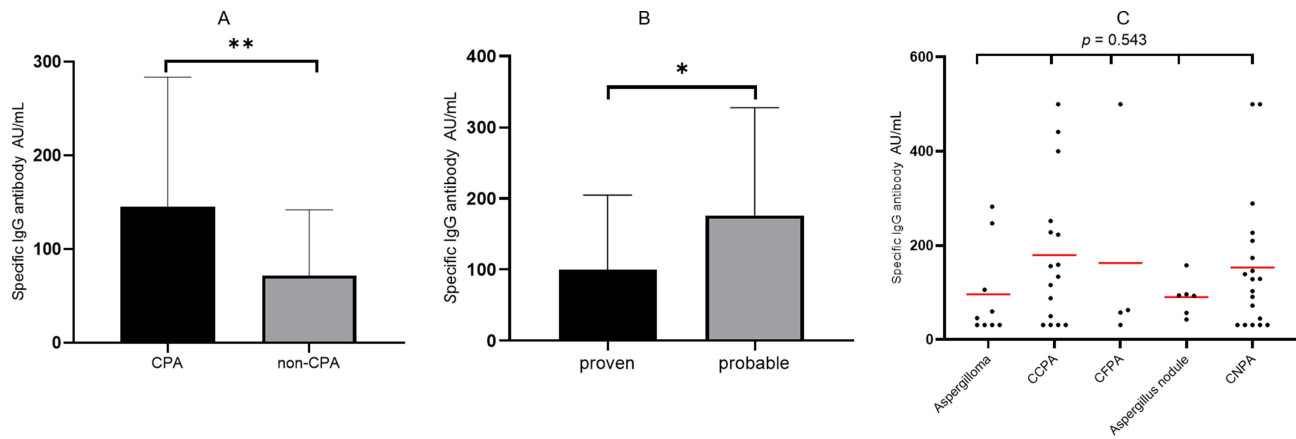 A
**
300
200
100
0
Specific IgG antibody AU/mL
CPA
non-CPA
B
*
400
300
200
100
0
Specific IgG antibody AU/mL
proven
probable
C
p = 0.543
600
400
200
0
Specific IgG antibody AU/mL
Aspergilloma
CCPA
CFPA
Aspergillus nodule
CNPA